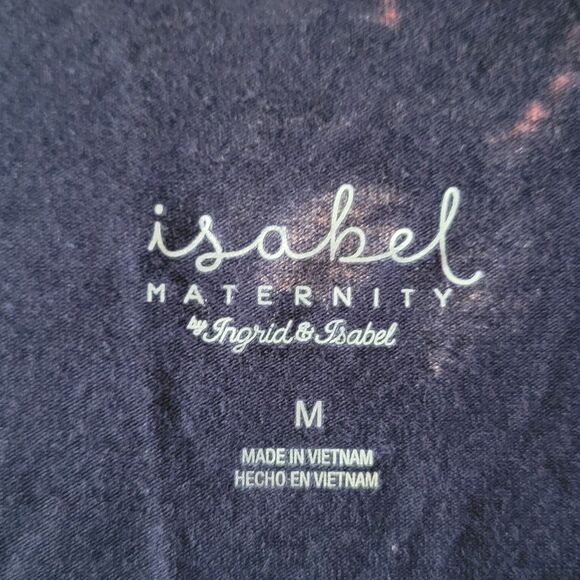 isabel
MATERNITY
by Ingrid & Isabel
M
MADE IN VIETNAM
HECHO EN VIETNAM